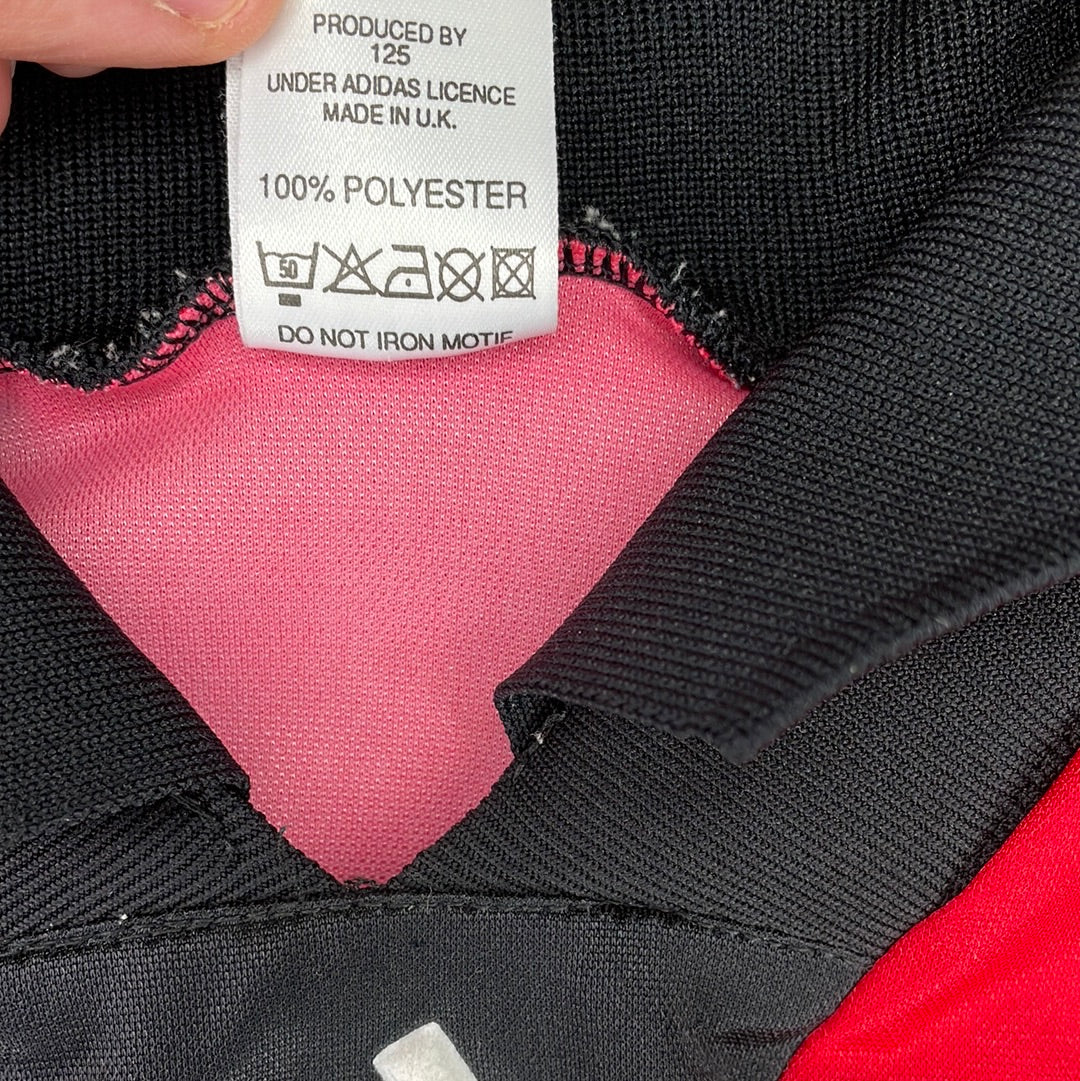 PRODUCED BY
125
UNDER ADIDAS LICENCE
MADE IN U.K.
100% POLYESTER
50
DO NOT IRON MOTIF